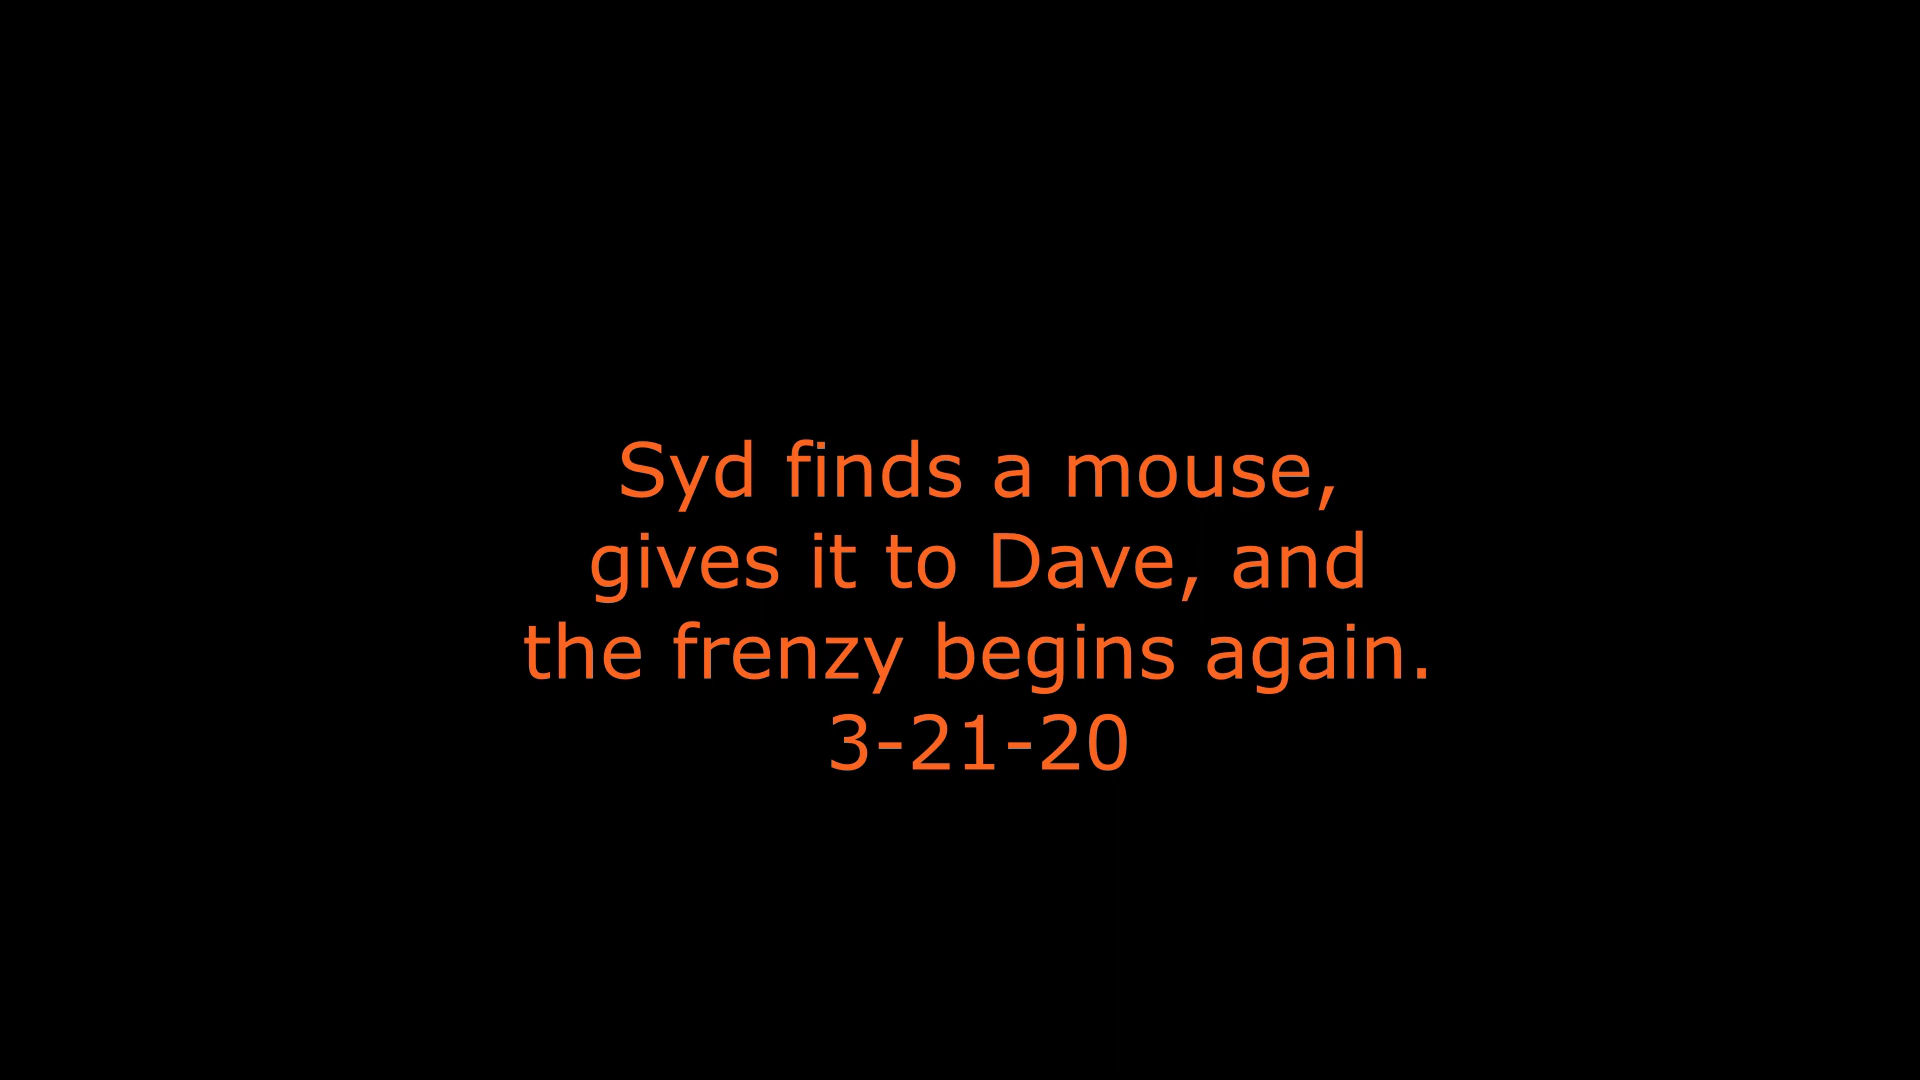 Syd finds a mouse,
gives it to Dave, and
the frenzy begins again.
3-21-20